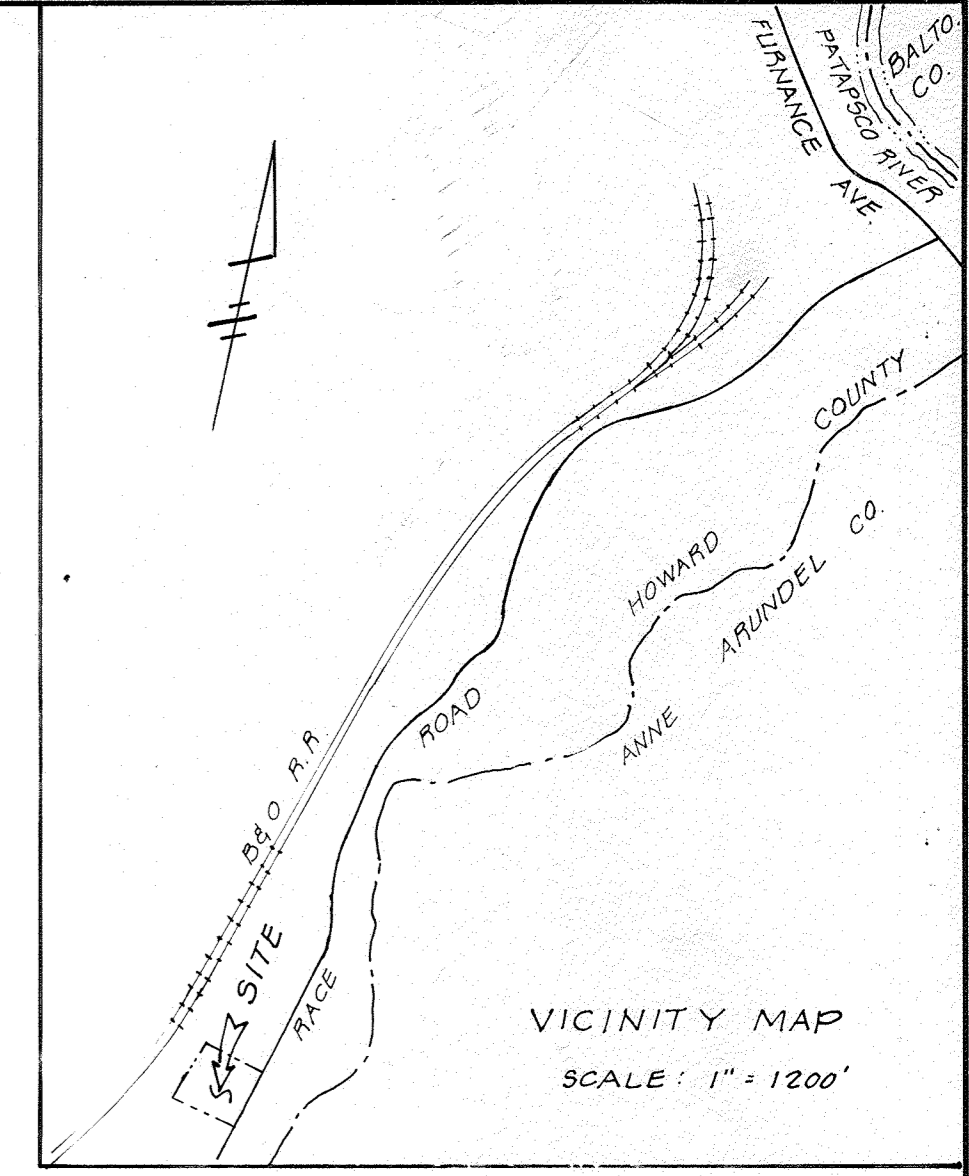 FURNANCE AVE.
PATAPSCO RIVER
BALTO.
CO.
HOWARD COUNTY
ANNE ARUNDEL CO.
RACE ROAD
B&O R.R.
SITE
VICINITY MAP
SCALE: 1" = 1200'